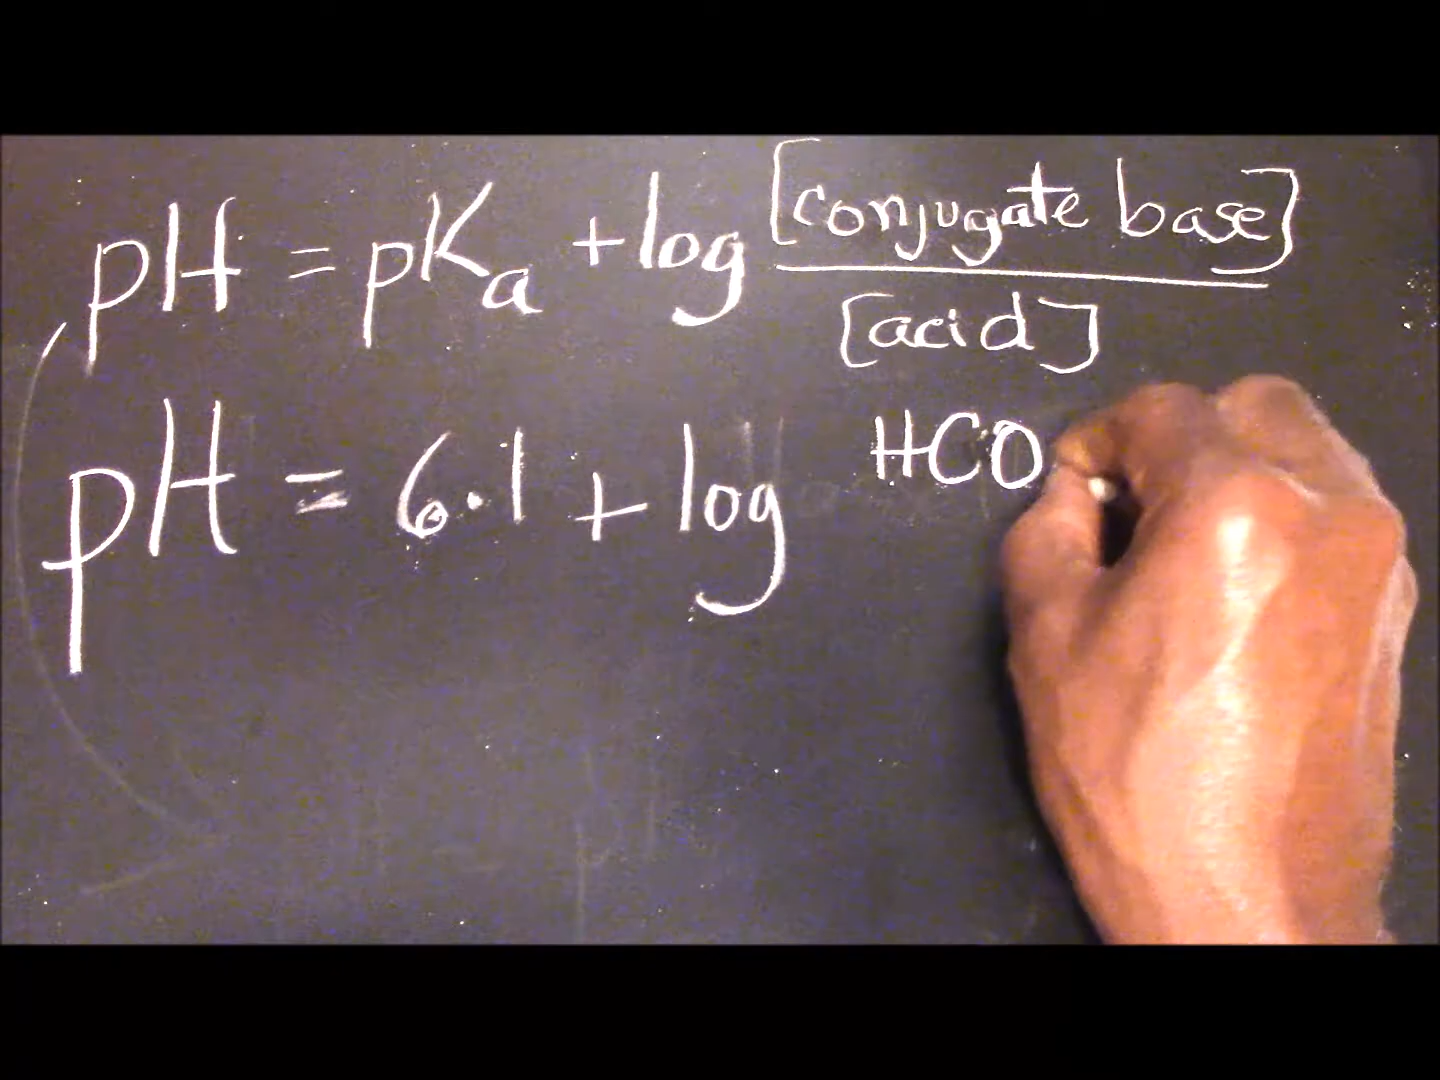 pH = pKa + log [conjugate base]
[acid]
pH = 6.1 + log HCO